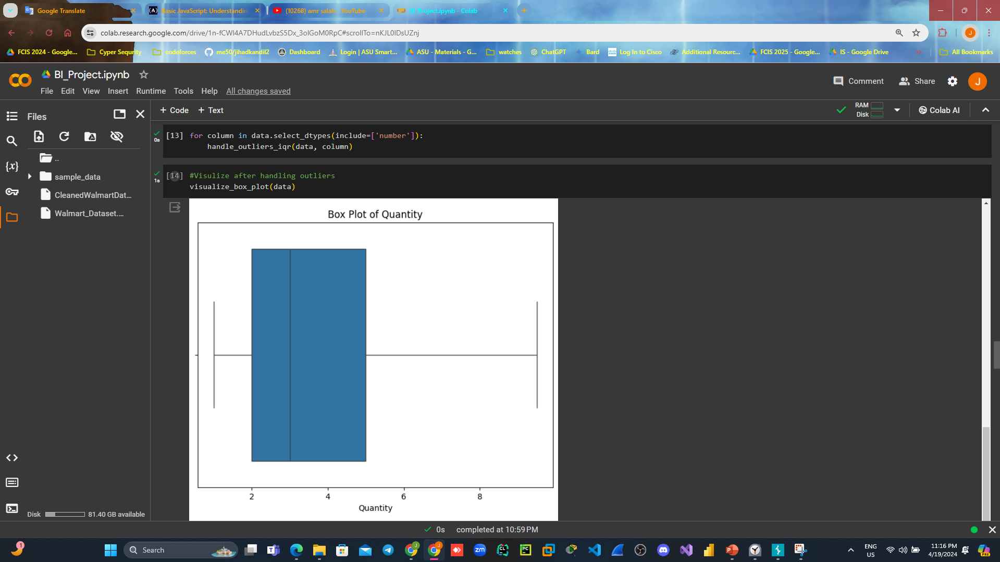 Google Translate
Basic JavaScript: Understandin
(10268) amr salah - YouTube
BI_Project.ipynb - Colab
colab.research.google.com/drive/1n-fCWl4A7DHudLvbzS5Dx_3olGoM0RpC#scrollTo=nKJL0IDsUZnj
FCIS 2024 - Google...
Cyper Sequrity
codeforces
me50/jihadkandil2
Dashboard
Login | ASU Smart...
ASU - Materials - G...
watches
ChatGPT
Bard
Log In to Cisco
Additional Resourc...
FCIS 2025 - Google...
IS - Google Drive
»
All Bookmarks
BI_Project.ipynb
File Edit View Insert Runtime Tools Help All changes saved
Comment
Share
J
Files
+ Code + Text
RAM
Disk
Colab AI
..
sample_data
CleanedWalmartDat...
Walmart_Dataset....
{x}
0s
[13] for column in data.select_dtypes(include=['number']):
handle_outliers_iqr(data, column)
1s
[14] #Visulize after handling outliers
visualize_box_plot(data)
Box Plot of Quantity
2 4 6 8
Quantity
Disk 81.40 GB available
0s completed at 10:59 PM
1
Search
ENG
US
11:16 PM
4/19/2024